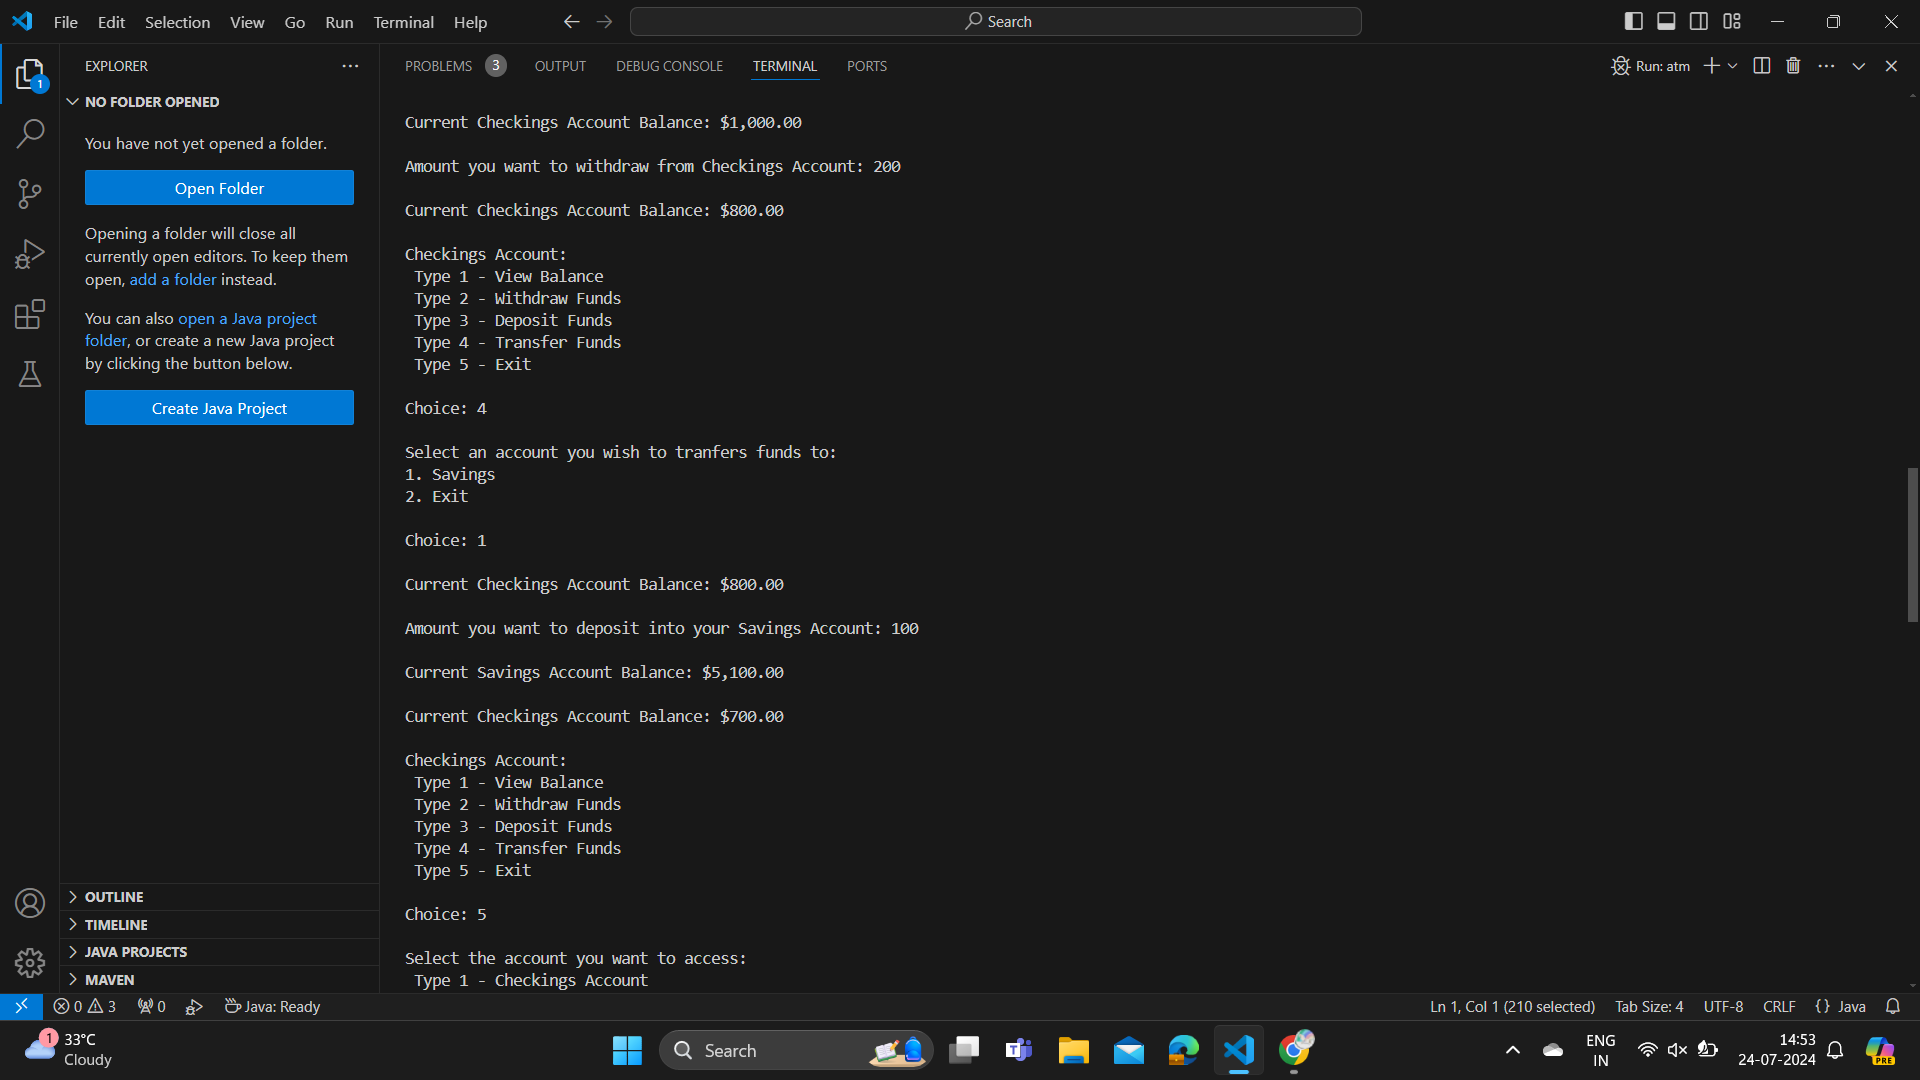 File Edit Selection View Go Run Terminal Help
Search
EXPLORER
1
NO FOLDER OPENED
You have not yet opened a folder.
Open Folder
Opening a folder will close all
currently open editors. To keep them
open, add a folder instead.
You can also open a Java project
folder, or create a new Java project
by clicking the button below.
Create Java Project
OUTLINE
TIMELINE
JAVA PROJECTS
MAVEN
PROBLEMS 3 OUTPUT DEBUG CONSOLE TERMINAL PORTS
Run: atm
Current Checkings Account Balance: $1,000.00
Amount you want to withdraw from Checkings Account: 200
Current Checkings Account Balance: $800.00
Checkings Account:
Type 1 - View Balance
Type 2 - Withdraw Funds
Type 3 - Deposit Funds
Type 4 - Transfer Funds
Type 5 - Exit
Choice: 4
Select an account you wish to tranfers funds to:
1. Savings
2. Exit
Choice: 1
Current Checkings Account Balance: $800.00
Amount you want to deposit into your Savings Account: 100
Current Savings Account Balance: $5,100.00
Current Checkings Account Balance: $700.00
Checkings Account:
Type 1 - View Balance
Type 2 - Withdraw Funds
Type 3 - Deposit Funds
Type 4 - Transfer Funds
Type 5 - Exit
Choice: 5
Select the account you want to access:
Type 1 - Checkings Account
0 3 0 Java: Ready
Ln 1, Col 1 (210 selected) Tab Size: 4 UTF-8 CRLF {} Java
1
33°C
Cloudy
Search
ENG
IN
14:53
24-07-2024
PRE